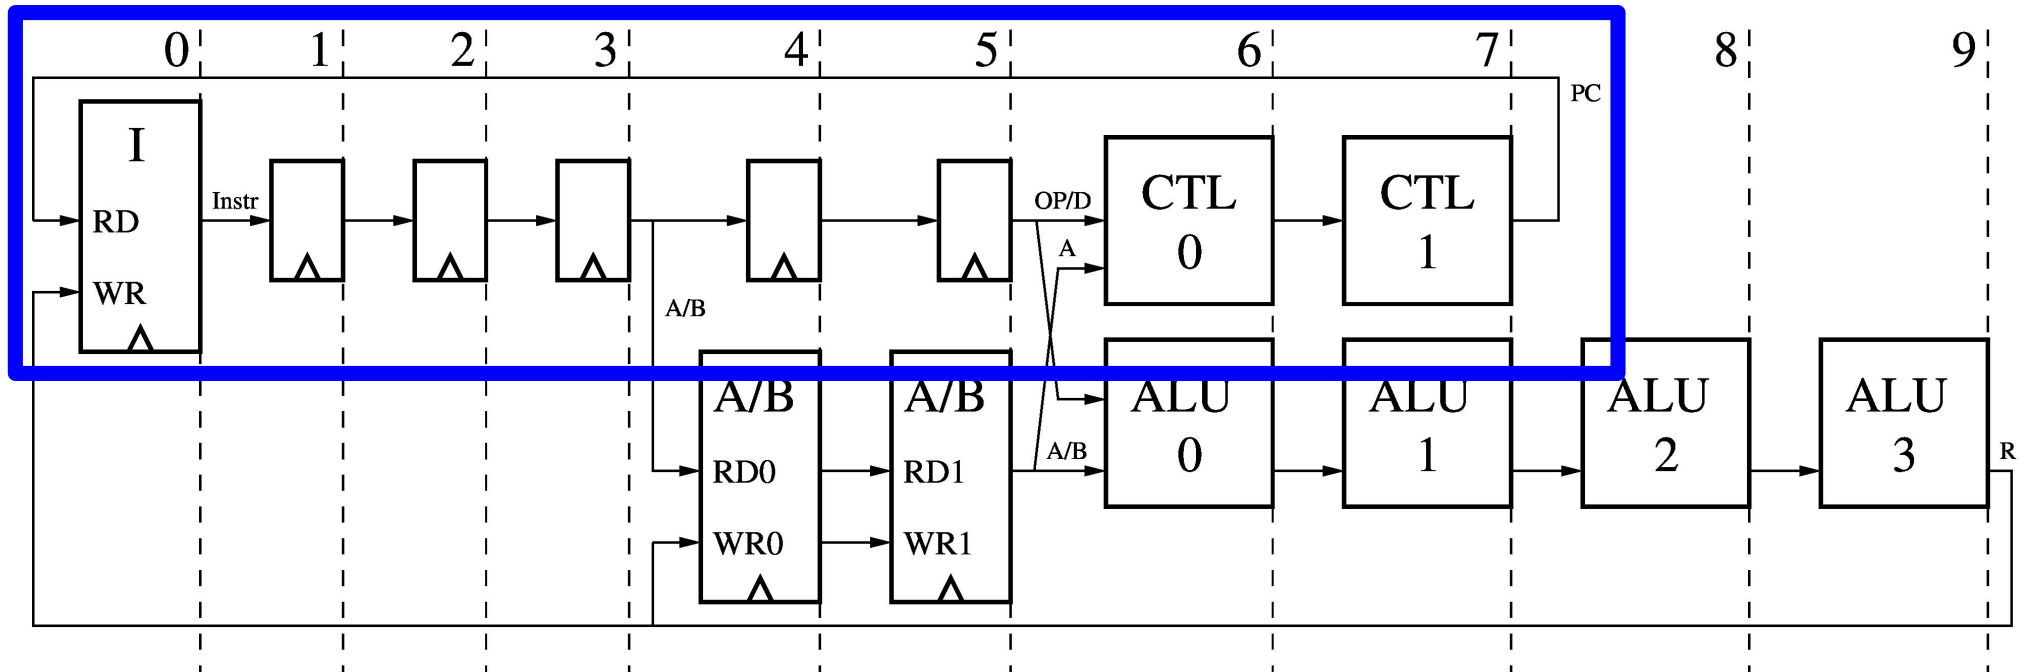 0 1 2 3 4 5 6 7 8 9
PC
I
RD
WR
Instr
OP/D
A
CTL
0
CTL
1
A/B
A/B
RD0
WR0
A/B
RD1
WR1
A/B
ALU
0
ALU
1
ALU
2
ALU
3
R